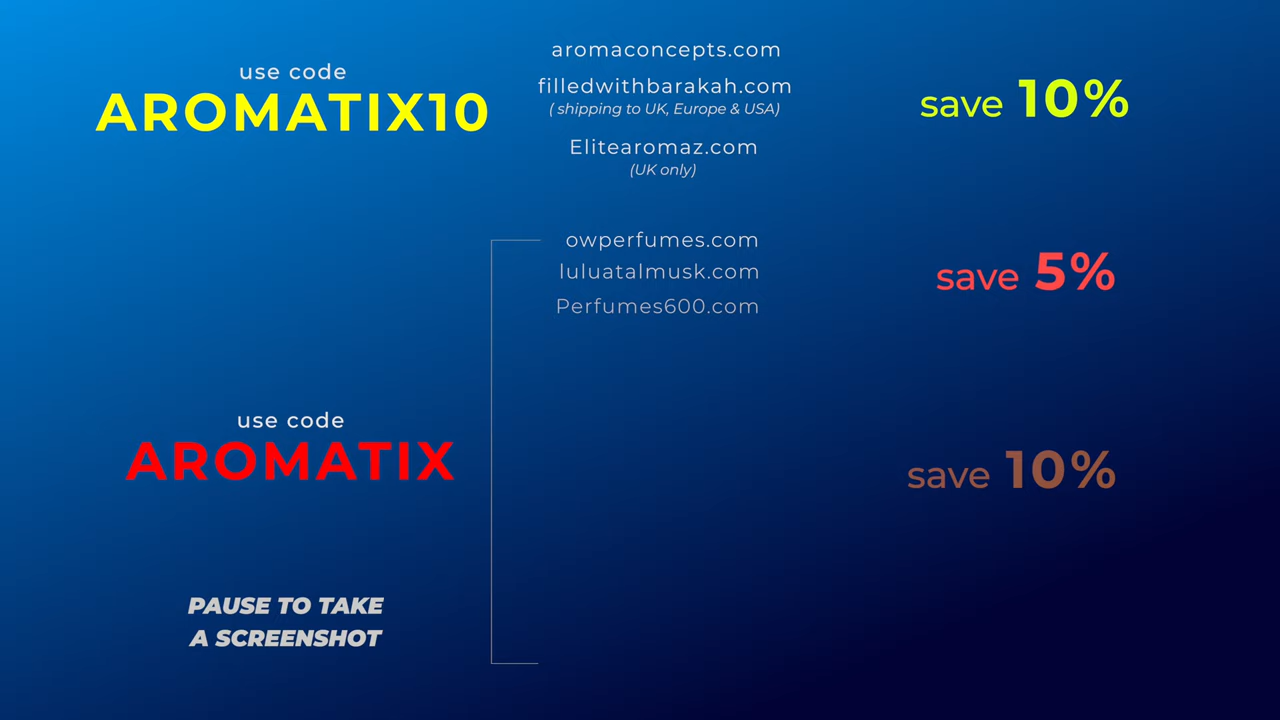 use code
AROMATIX10
aromaconcepts.com
filledwithbarakah.com
( shipping to UK, Europe & USA)
Elitearomaz.com
(UK only)
save 10%
use code
AROMATIX
owperfumes.com
luluatalmusk.com
Perfumes600.com
save 5%
save 10%
PAUSE TO TAKE
A SCREENSHOT